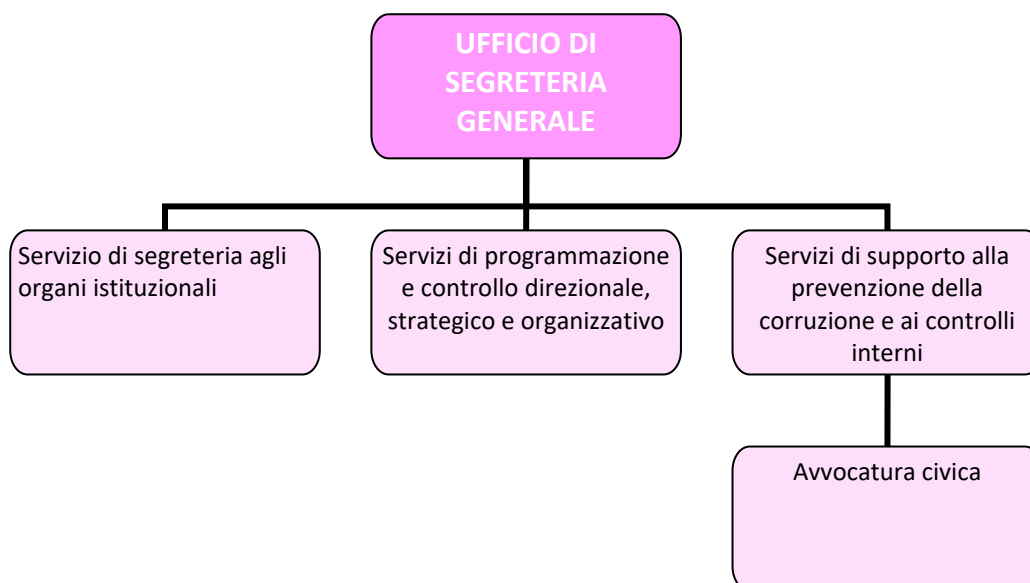 UFFICIO DI
SEGRETERIA
GENERALE
Servizio di segreteria agli
organi istituzionali
Servizi di programmazione
e controllo direzionale,
strategico e organizzativo
Servizi di supporto alla
prevenzione della
corruzione e ai controlli
interni
Avvocatura civica